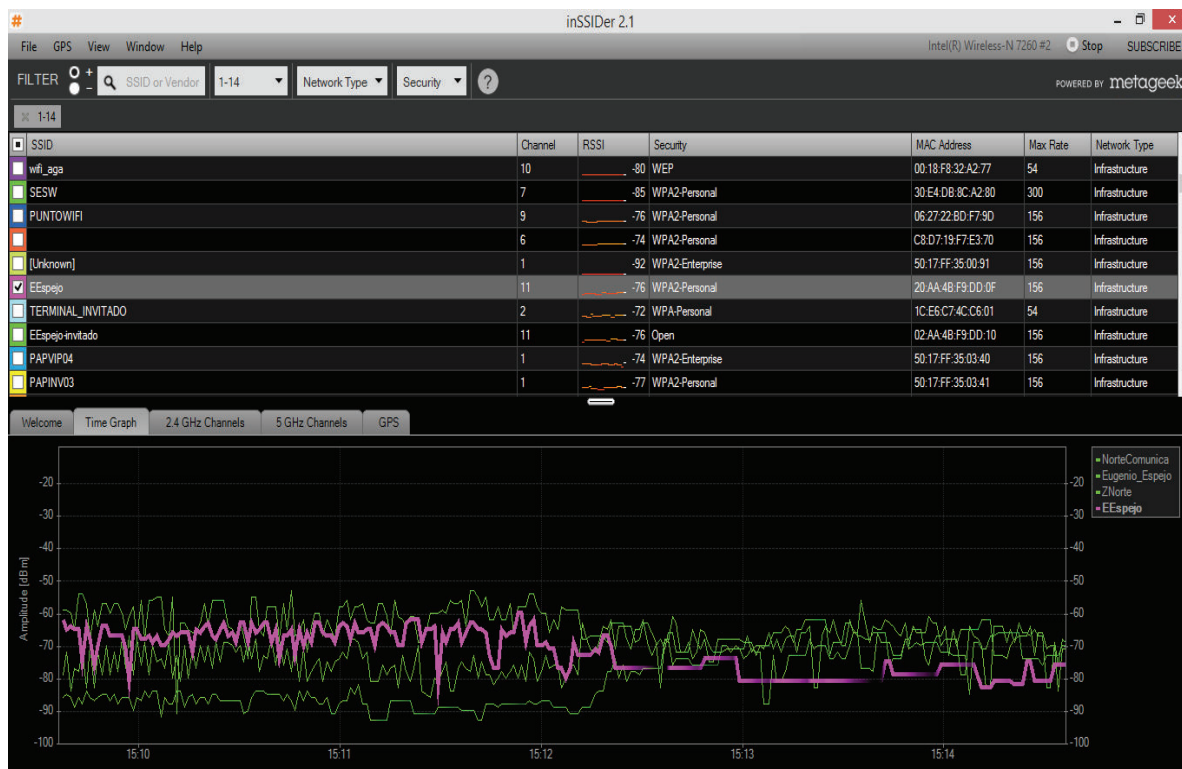 inSSIDer 2.1
File GPS View Window Help Intel(R) Wireless-N 7260 #2 Stop SUBSCRIBE
FILTER + - SSID or Vendor 1-14 Network Type Security ? POWERED BY metageek
1-14
SSID Channel RSSI Security MAC Address Max Rate Network Type
wifi_aga 10 -80 WEP 00:18:F8:32:A2:77 54 Infrastructure
SESW 7 -85 WPA2-Personal 30:E4:DB:8C:A2:80 300 Infrastructure
PUNTOWIFI 9 -76 WPA2-Personal 06:27:22:BD:F7:9D 156 Infrastructure
6 -74 WPA2-Personal C8:D7:19:F7:E3:70 156 Infrastructure
[Unknown] 1 -92 WPA2-Enterprise 50:17:FF:35:00:91 156 Infrastructure
EEspejo 11 -76 WPA2-Personal 20:AA:4B:F9:DD:0F 156 Infrastructure
TERMINAL_INVITADO 2 -72 WPA-Personal 1C:E6:C7:4C:C6:01 54 Infrastructure
EEspejo-invitado 11 -76 Open 02:AA:4B:F9:DD:10 156 Infrastructure
PAPVIP04 1 -74 WPA2-Enterprise 50:17:FF:35:03:40 156 Infrastructure
PAPINV03 1 -77 WPA2-Personal 50:17:FF:35:03:41 156 Infrastructure
Welcome Time Graph 2.4 GHz Channels 5 GHz Channels GPS
NorteComunica
Eugenio_Espejo
ZNorte
EEspejo
Amplitude [dBm]
-20 -20
-30 -30
-40 -40
-50 -50
-60 -60
-70 -70
-80 -80
-90 -90
-100 -100
15:10 15:11 15:12 15:13 15:14